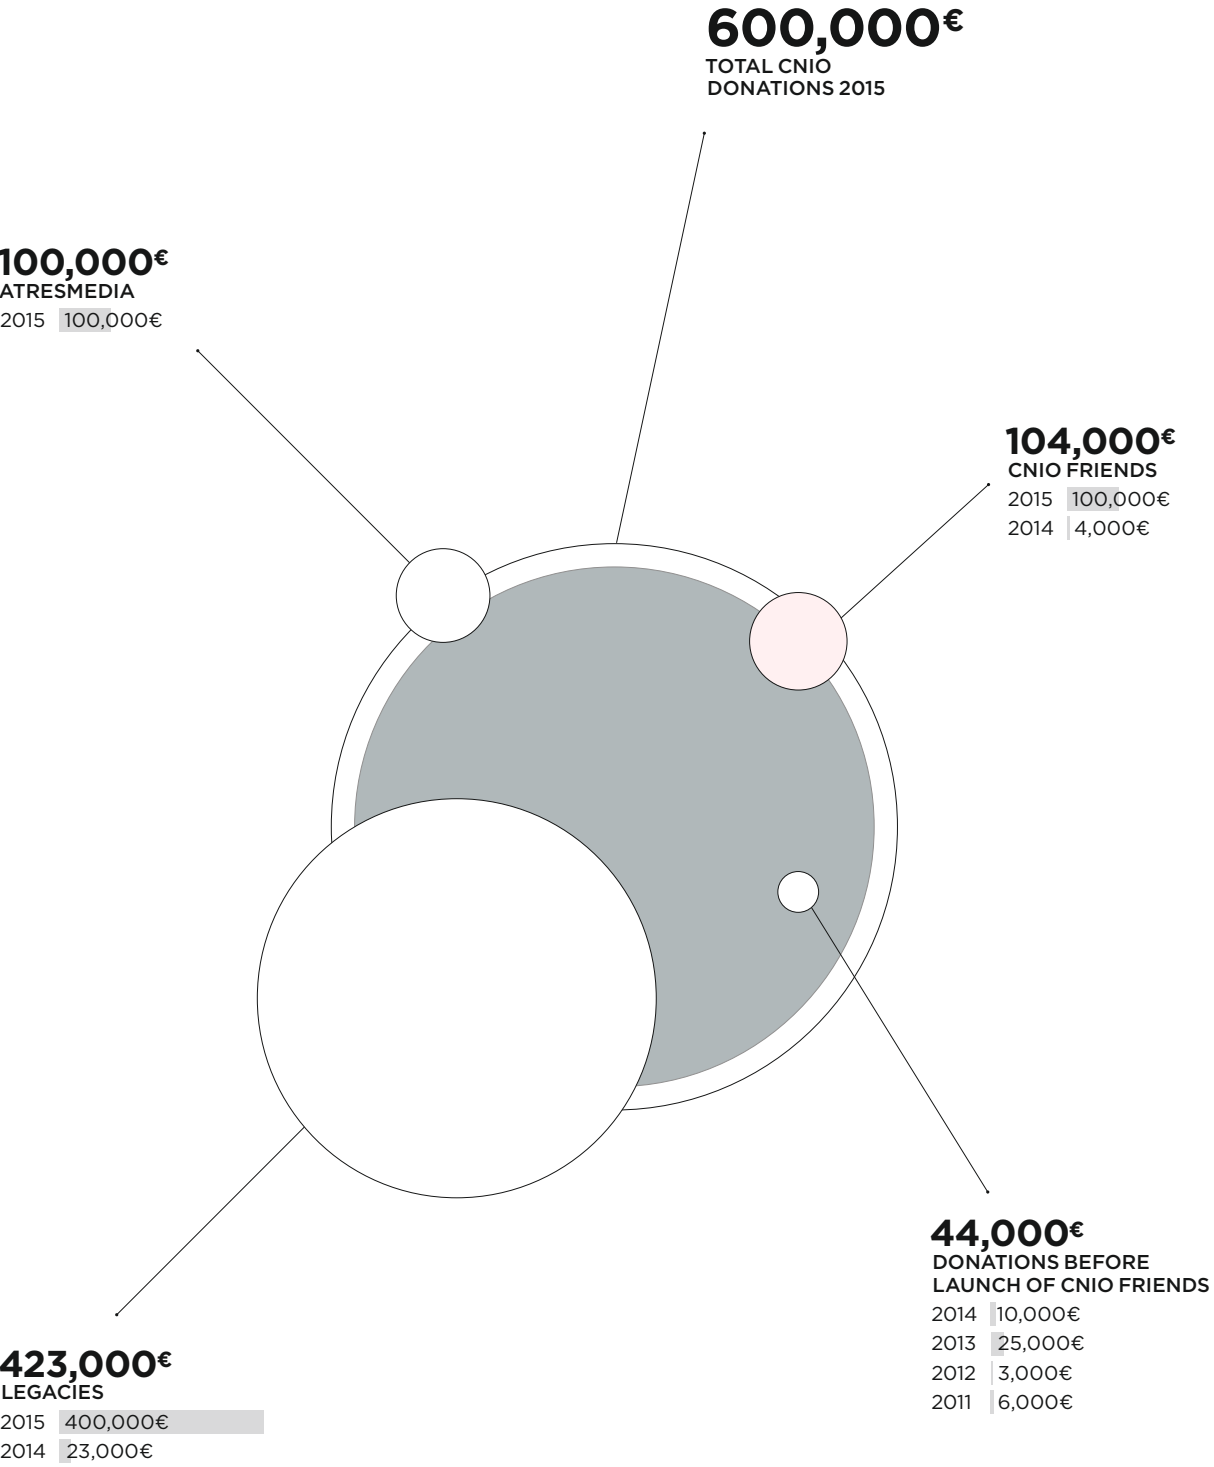 600,000€
TOTAL CNIO
DONATIONS 2015
100,000€
ATRESMEDIA
2015 100,000€
104,000€
CNIO FRIENDS
2015 100,000€
2014 4,000€
44,000€
DONATIONS BEFORE
LAUNCH OF CNIO FRIENDS
2014 10,000€
2013 25,000€
2012 3,000€
2011 6,000€
423,000€
LEGACIES
2015 400,000€
2014 23,000€